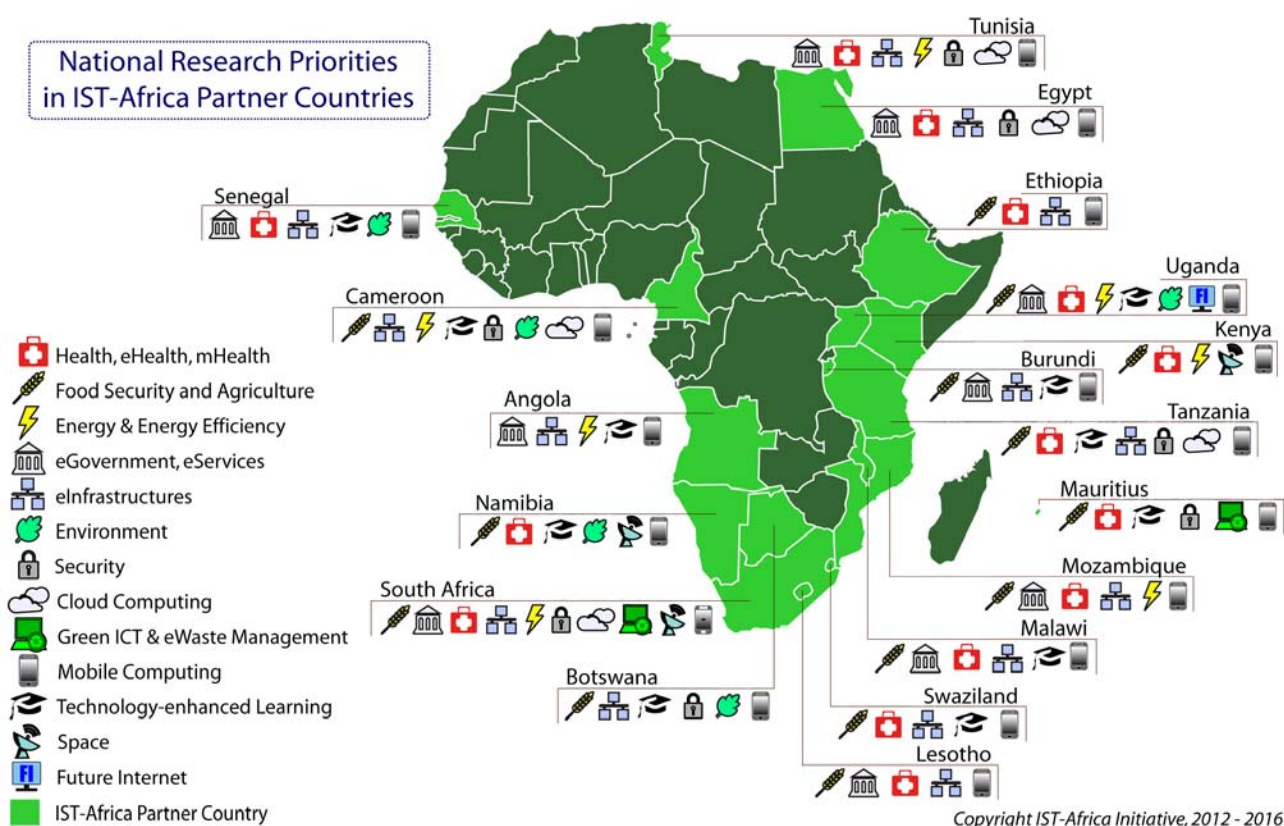 National Research Priorities
in IST-Africa Partner Countries
Tunisia
Egypt
Ethiopia
Senegal
Uganda
Cameroon
Kenya
Burundi
Angola
Tanzania
Namibia
Mauritius
South Africa
Mozambique
Malawi
Botswana
Swaziland
Lesotho
FI
Health, eHealth, mHealth
Food Security and Agriculture
Energy & Energy Efficiency
eGovernment, eServices
eInfrastructures
Environment
Security
Cloud Computing
Green ICT & eWaste Management
Mobile Computing
Technology-enhanced Learning
Space
FI Future Internet
IST-Africa Partner Country
Copyright IST-Africa Initiative, 2012 - 2016